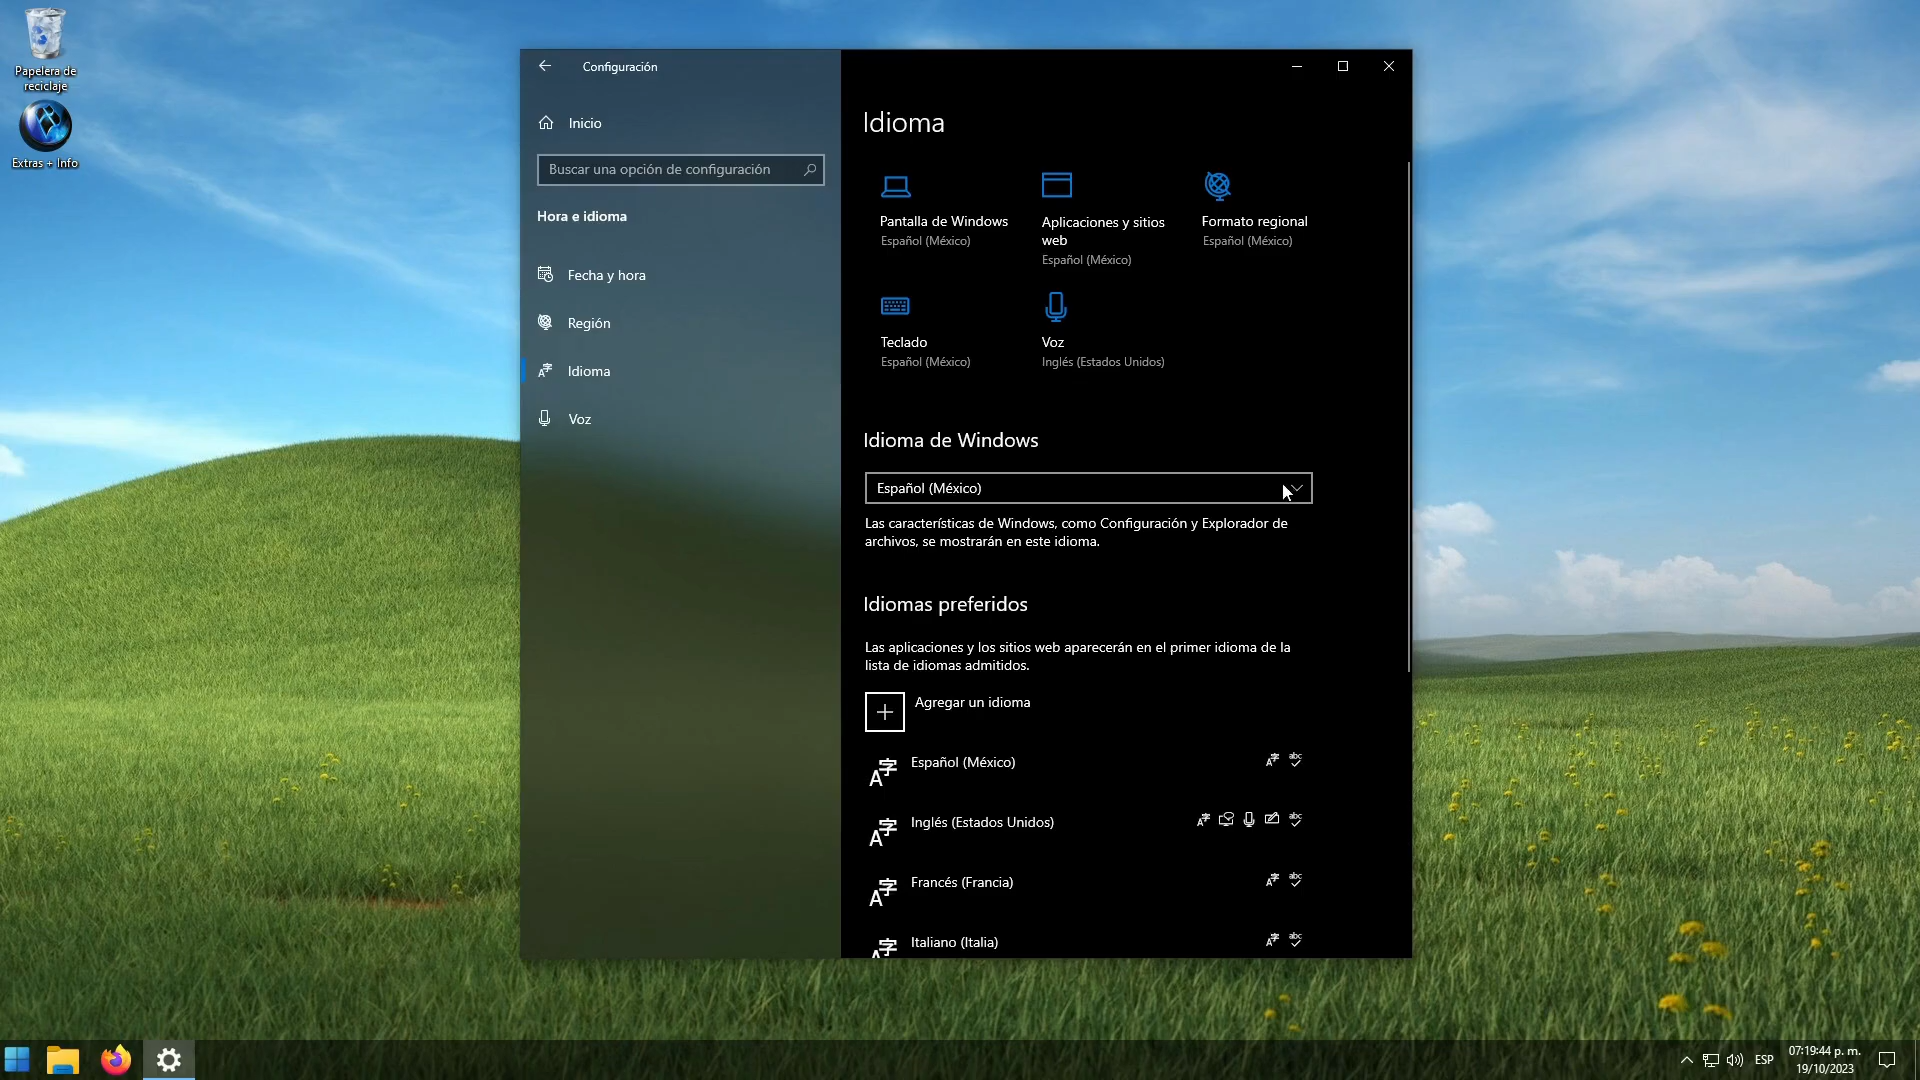 Papelera de
reciclaje
Extras + Info
Configuración
Inicio
Buscar una opción de configuración
Hora e idioma
Fecha y hora
Región
Idioma
Voz
Idioma
Pantalla de Windows
Español (México)
Aplicaciones y sitios
web
Español (México)
Formato regional
Español (México)
Teclado
Español (México)
Voz
Inglés (Estados Unidos)
Idioma de Windows
Español (México)
Las características de Windows, como Configuración y Explorador de
archivos, se mostrarán en este idioma.
Idiomas preferidos
Las aplicaciones y los sitios web aparecerán en el primer idioma de la
lista de idiomas admitidos.
Agregar un idioma
Español (México)
Inglés (Estados Unidos)
Francés (Francia)
Italiano (Italia)
ESP
07:19:44 p. m.
19/10/2023